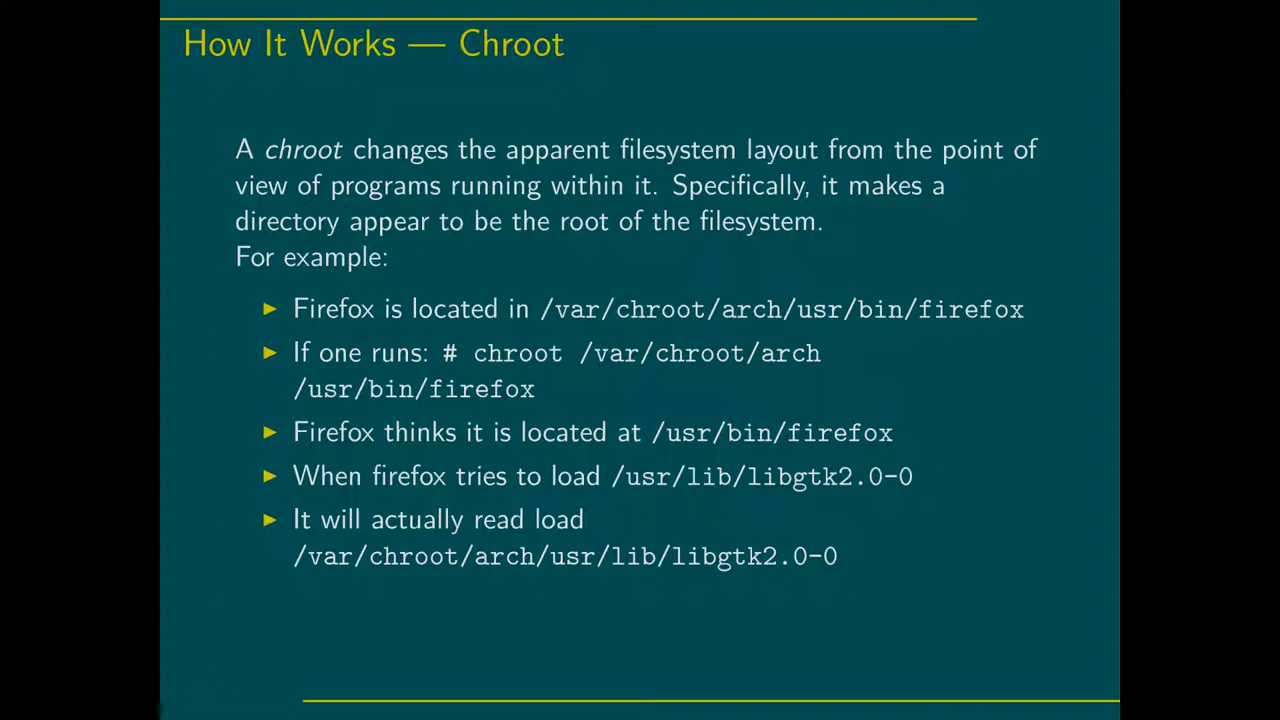 How It Works — Chroot
A chroot changes the apparent filesystem layout from the point of
view of programs running within it. Specifically, it makes a
directory appear to be the root of the filesystem.
For example:
▶ Firefox is located in /var/chroot/arch/usr/bin/firefox
▶ If one runs: # chroot /var/chroot/arch
/usr/bin/firefox
▶ Firefox thinks it is located at /usr/bin/firefox
▶ When firefox tries to load /usr/lib/libgtk2.0-0
▶ It will actually read load
/var/chroot/arch/usr/lib/libgtk2.0-0